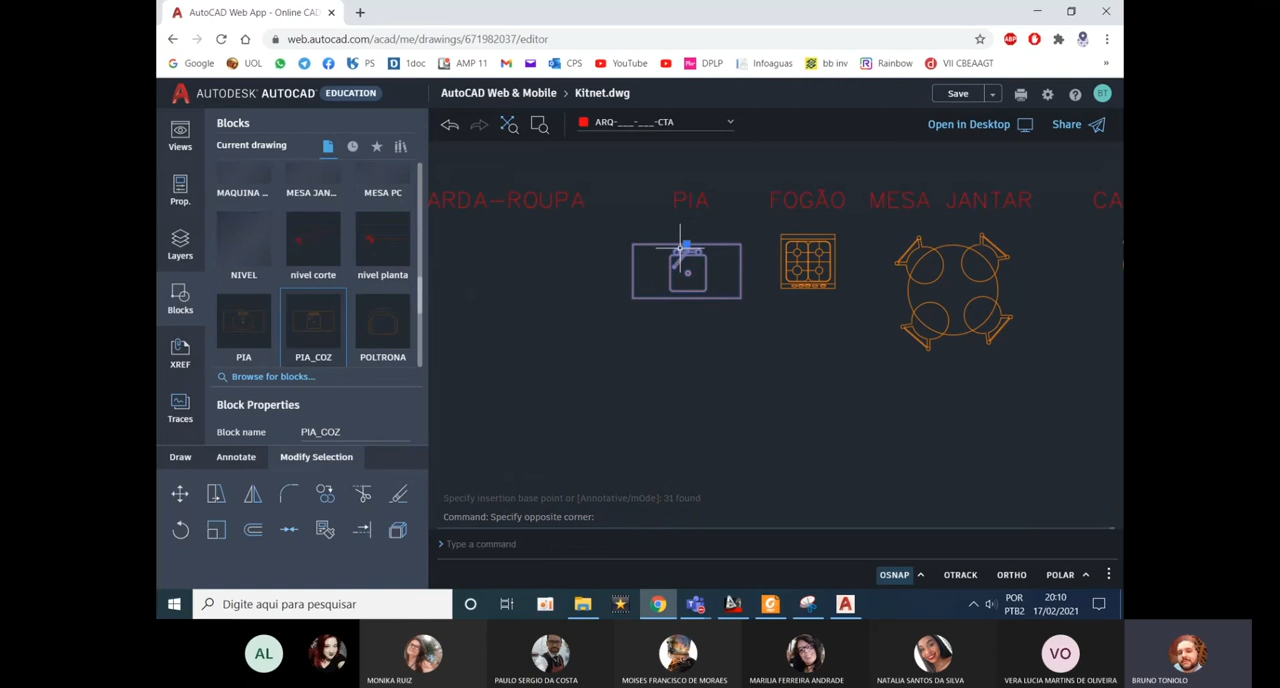 AutoCAD Web App - Online CAD
web.autocad.com/acad/me/drawings/671982037/editor
ABP
Google
UOL
PS
1doc
AMP 11
CPS
YouTube
DPLP
Infoaguas
bb inv
Rainbow
VII CBEAAGT
AUTODESK® AUTOCAD® EDUCATION
AutoCAD Web & Mobile > Kitnet.dwg
Save
BT
Views
Prop.
Layers
Blocks
XREF
Traces
Blocks
Current drawing
MAQUINA ...
MESA JAN...
MESA PC
NIVEL
nivel corte
nivel planta
PIA
PIA_COZ
POLTRONA
Browse for blocks...
Block Properties
Block name
PIA_COZ
Draw
Annotate
Modify Selection
ARQ-___-___-CTA
Open in Desktop
Share
ARDA-ROUPA
PIA
FOGÃO
MESA JANTAR
CA
Specify insertion base point or [Annotative/mOde]: 31 found
Command: Specify opposite corner:
Type a command
OSNAP
OTRACK
ORTHO
POLAR
Digite aqui para pesquisar
POR
PTB2
20:10
17/02/2021
AL
MONIKA RUIZ
PAULO SERGIO DA COSTA
MOISES FRANCISCO DE MORAES
MARILIA FERREIRA ANDRADE
NATALIA SANTOS DA SILVA
VO
VERA LUCIA MARTINS DE OLIVEIRA
BRUNO TONIOLO